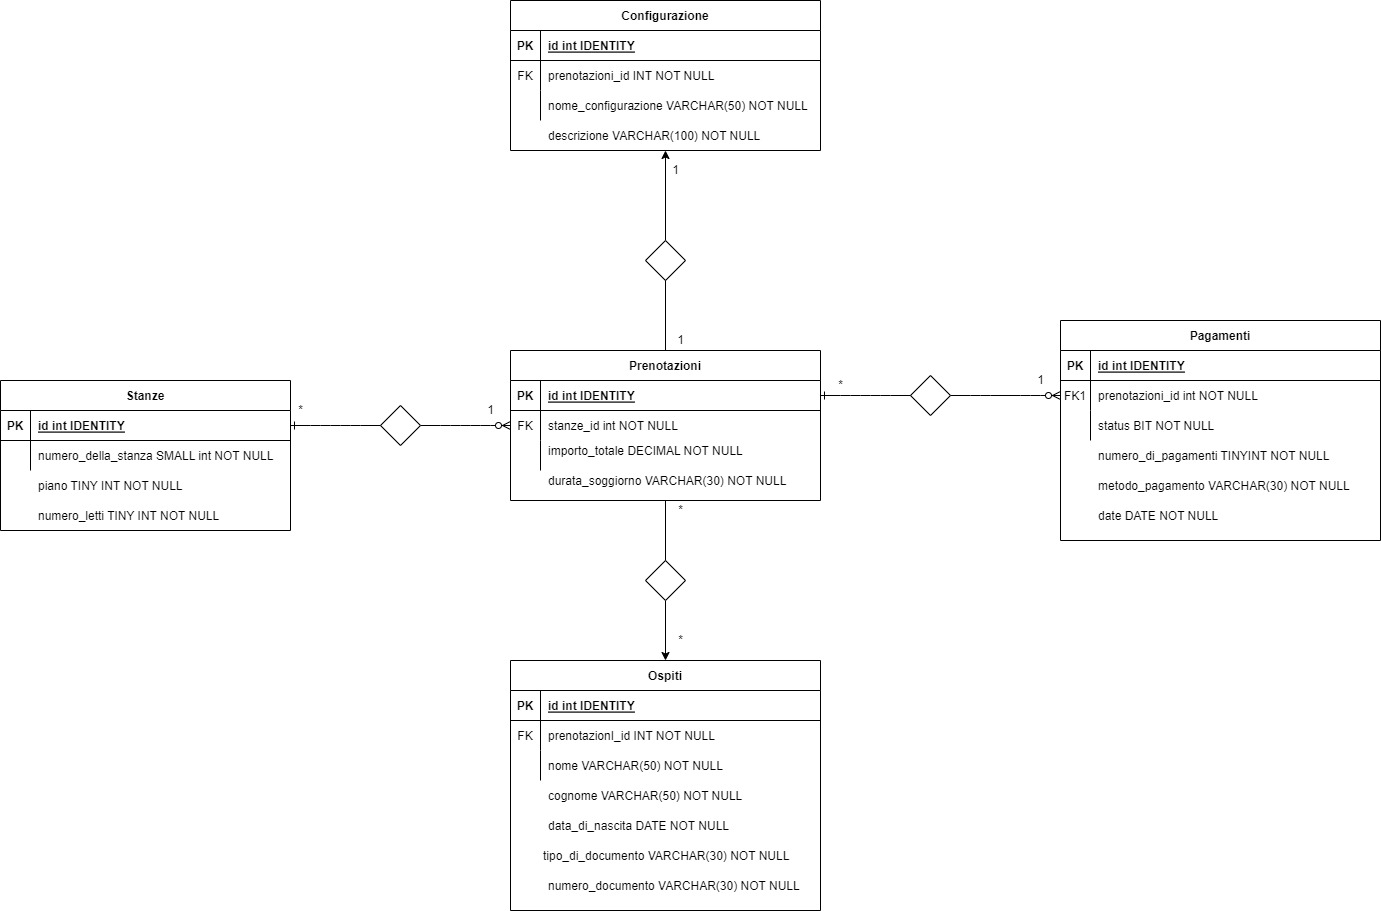 Configurazione
PK id int IDENTITY
FK prenotazioni_id INT NOT NULL
nome_configurazione VARCHAR(50) NOT NULL
descrizione VARCHAR(100) NOT NULL
1
1
Stanze
PK id int IDENTITY
numero_della_stanza SMALL int NOT NULL
piano TINY INT NOT NULL
numero_letti TINY INT NOT NULL
*
1
Prenotazioni
PK id int IDENTITY
FK stanze_id int NOT NULL
importo_totale DECIMAL NOT NULL
durata_soggiorno VARCHAR(30) NOT NULL
*
1
Pagamenti
PK id int IDENTITY
FK1 prenotazioni_id int NOT NULL
status BIT NOT NULL
numero_di_pagamenti TINYINT NOT NULL
metodo_pagamento VARCHAR(30) NOT NULL
date DATE NOT NULL
*
*
Ospiti
PK id int IDENTITY
FK prenotazionI_id INT NOT NULL
nome VARCHAR(50) NOT NULL
cognome VARCHAR(50) NOT NULL
data_di_nascita DATE NOT NULL
tipo_di_documento VARCHAR(30) NOT NULL
numero_documento VARCHAR(30) NOT NULL